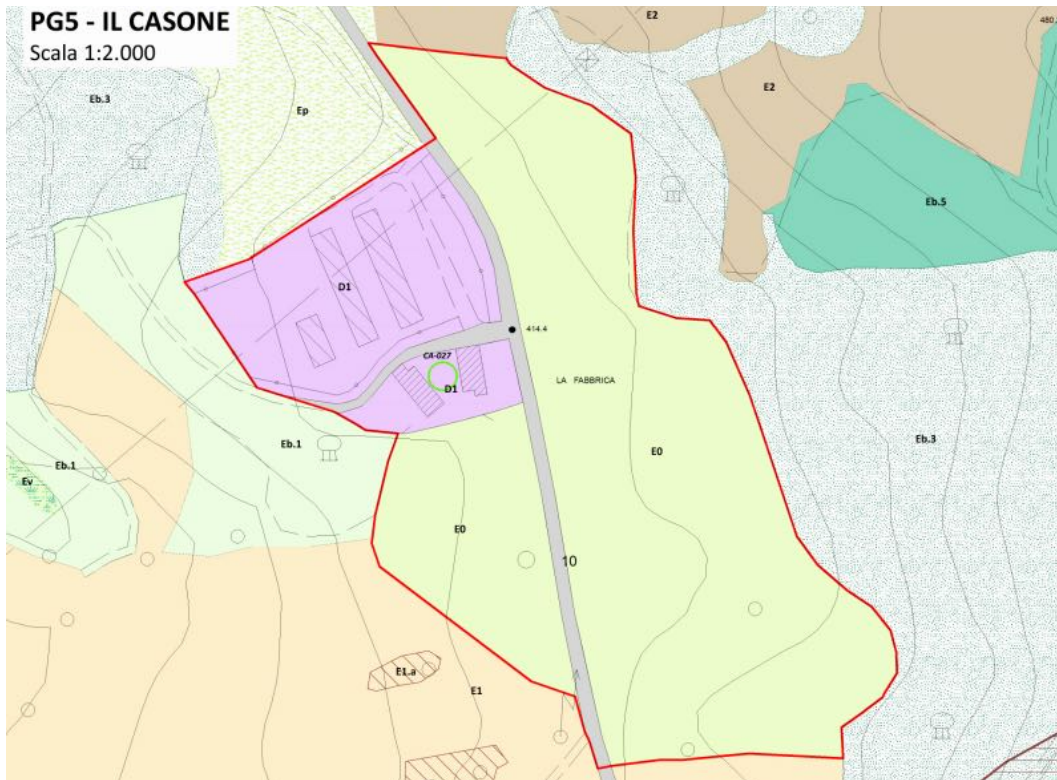 PG5 - IL CASONE
Scala 1:2.000
E2
480.
Eb.3
E2
Ep
Eb.5
D1
414.4
CA-027
LA FABBRICA
D1
Eb.3
Eb.1
E0
Eb.1
Ev
E0
10
E1.a
E1